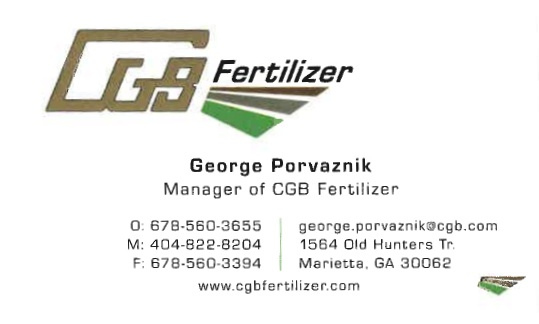 CGB Fertilizer
George Porvaznik
Manager of CGB Fertilizer
O: 678-560-3655
M: 404-822-8204
F: 678-560-3394
george.porvaznik@cgb.com
1564 Old Hunters Tr.
Marietta, GA 30062
www.cgbfertilizer.com